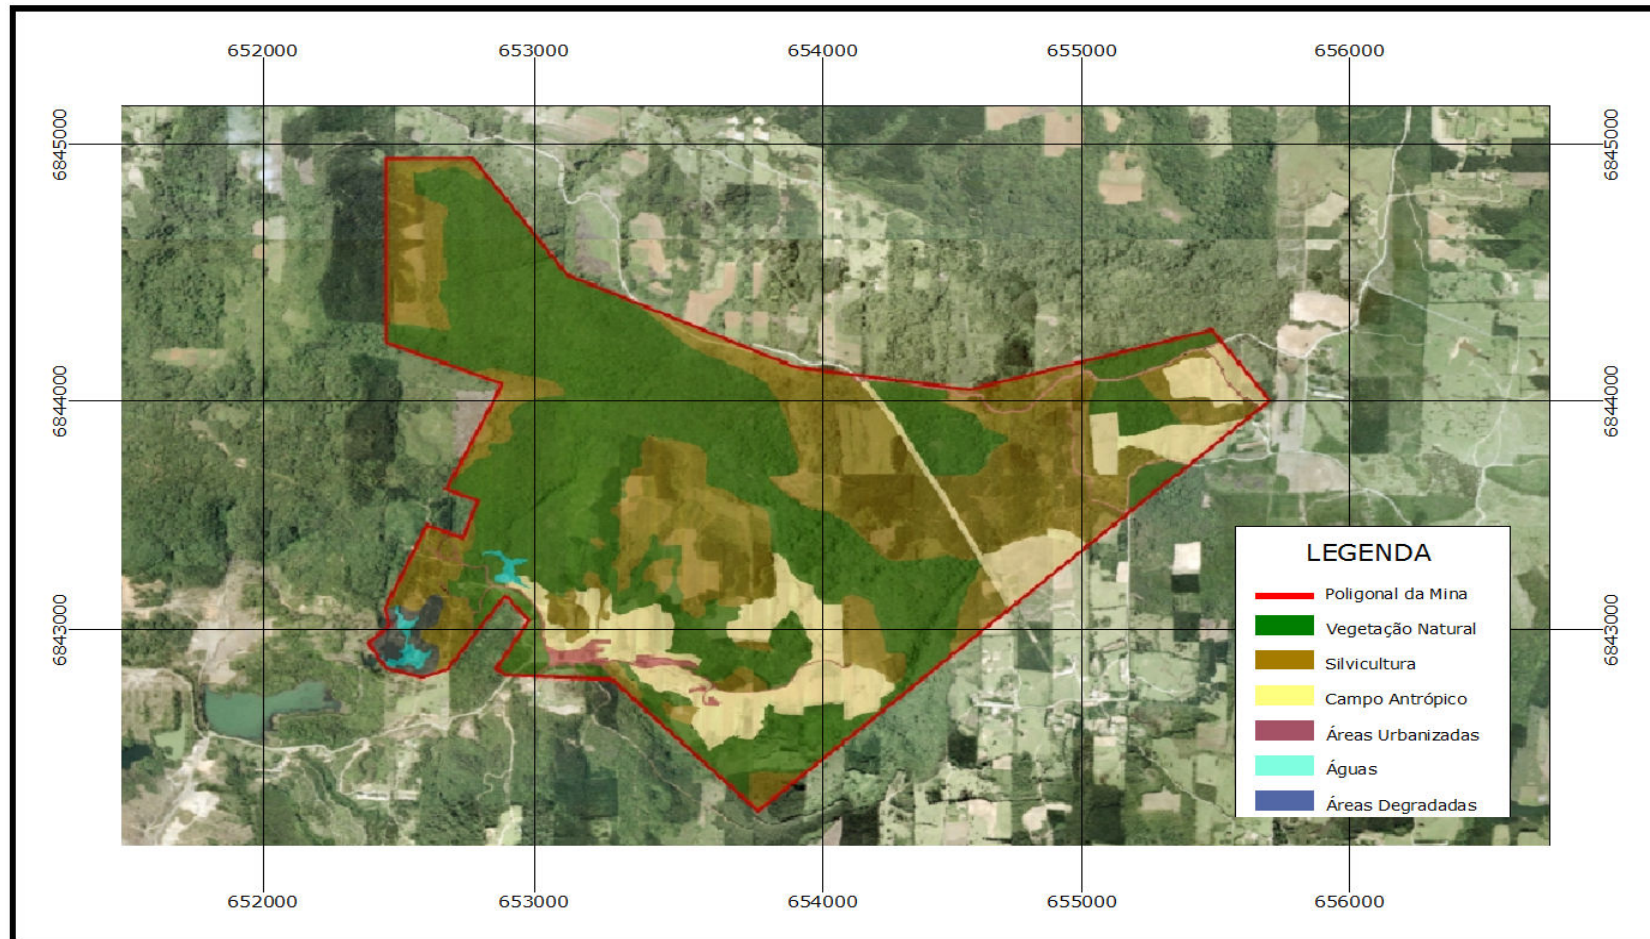 652000 653000 654000 655000 656000
6845000 6845000
6844000 6844000
6843000 6843000
LEGENDA
Poligonal da Mina
Vegetação Natural
Silvicultura
Campo Antrópico
Áreas Urbanizadas
Águas
Áreas Degradadas
652000 653000 654000 655000 656000